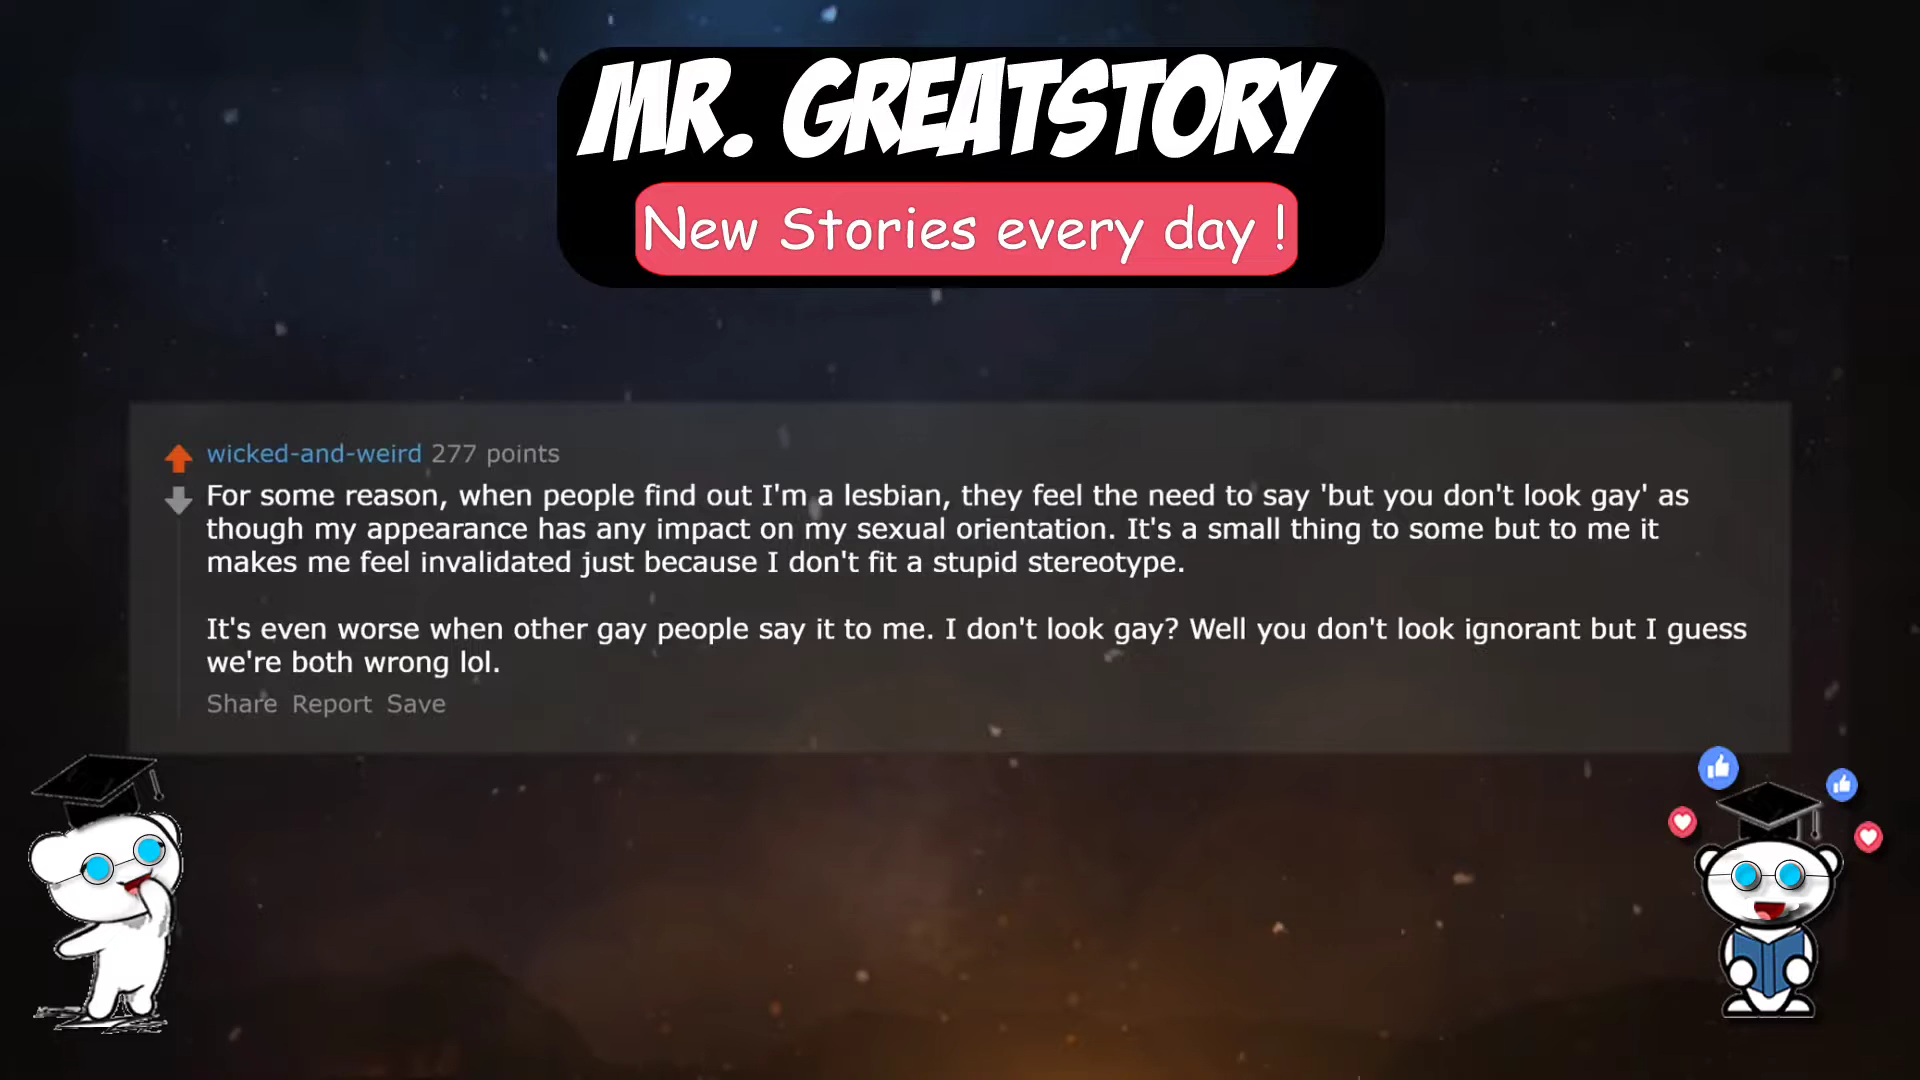 MR. GREATSTORY
New Stories every day !
wicked-and-weird 277 points
For some reason, when people find out I'm a lesbian, they feel the need to say 'but you don't look gay' as
though my appearance has any impact on my sexual orientation. It's a small thing to some but to me it
makes me feel invalidated just because I don't fit a stupid stereotype.
It's even worse when other gay people say it to me. I don't look gay? Well you don't look ignorant but I guess
we're both wrong lol.
Share Report Save